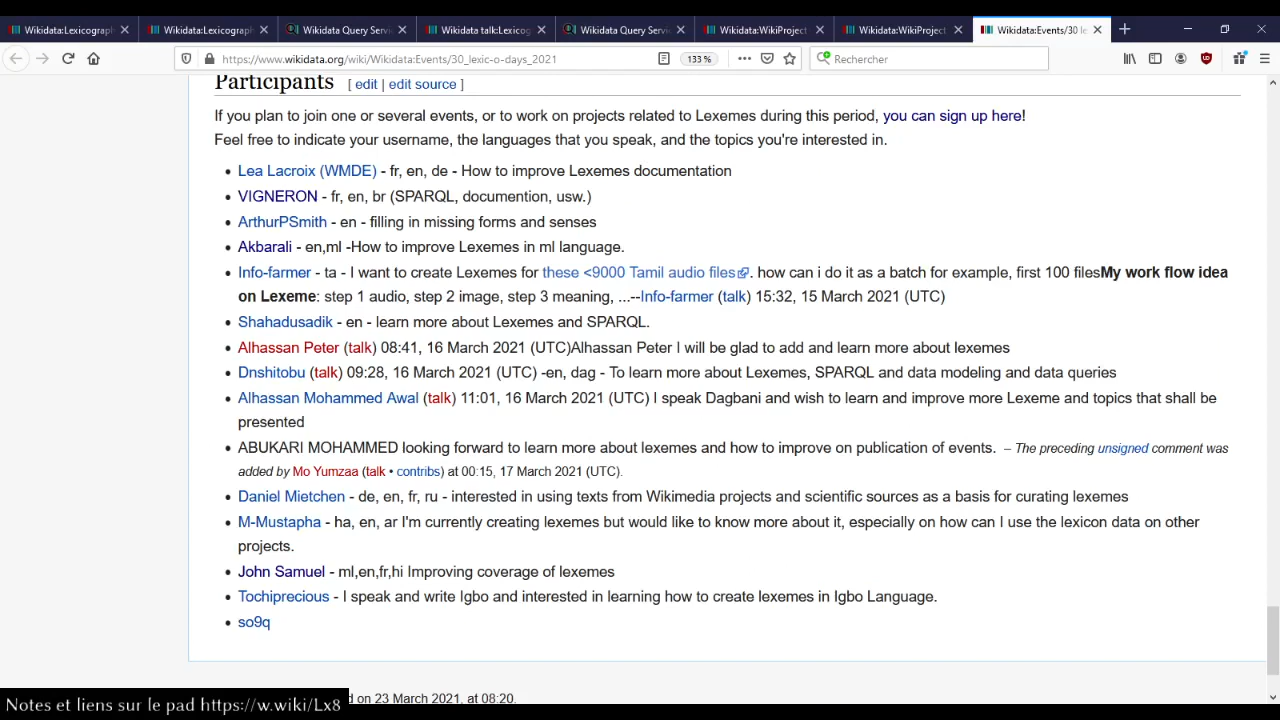 Wikidata:Lexicograph
Wikidata:Lexicograph
Wikidata Query Servic
Wikidata talk:Lexicog
Wikidata Query Servic
Wikidata:WikiProject
Wikidata:WikiProject
Wikidata:Events/30 le
https://www.wikidata.org/wiki/Wikidata:Events/30_lexic-o-days_2021
133 %
Rechercher
Participants [ edit | edit source ]
If you plan to join one or several events, or to work on projects related to Lexemes during this period, you can sign up here!
Feel free to indicate your username, the languages that you speak, and the topics you're interested in.
• Lea Lacroix (WMDE) - fr, en, de - How to improve Lexemes documentation
• VIGNERON - fr, en, br (SPARQL, documention, usw.)
• ArthurPSmith - en - filling in missing forms and senses
• Akbarali - en,ml -How to improve Lexemes in ml language.
• Info-farmer - ta - I want to create Lexemes for these <9000 Tamil audio files. how can i do it as a batch for example, first 100 filesMy work flow idea
on Lexeme: step 1 audio, step 2 image, step 3 meaning, ...--Info-farmer (talk) 15:32, 15 March 2021 (UTC)
• Shahadusadik - en - learn more about Lexemes and SPARQL.
• Alhassan Peter (talk) 08:41, 16 March 2021 (UTC)Alhassan Peter I will be glad to add and learn more about lexemes
• Dnshitobu (talk) 09:28, 16 March 2021 (UTC) -en, dag - To learn more about Lexemes, SPARQL and data modeling and data queries
• Alhassan Mohammed Awal (talk) 11:01, 16 March 2021 (UTC) I speak Dagbani and wish to learn and improve more Lexeme and topics that shall be
presented
• ABUKARI MOHAMMED looking forward to learn more about lexemes and how to improve on publication of events. – The preceding unsigned comment was
added by Mo Yumzaa (talk • contribs) at 00:15, 17 March 2021 (UTC).
• Daniel Mietchen - de, en, fr, ru - interested in using texts from Wikimedia projects and scientific sources as a basis for curating lexemes
• M-Mustapha - ha, en, ar I'm currently creating lexemes but would like to know more about it, especially on how can I use the lexicon data on other
projects.
• John Samuel - ml,en,fr,hi Improving coverage of lexemes
• Tochiprecious - I speak and write Igbo and interested in learning how to create lexemes in Igbo Language.
• so9q
d on 23 March 2021, at 08:20.
Notes et liens sur le pad https://w.wiki/Lx8